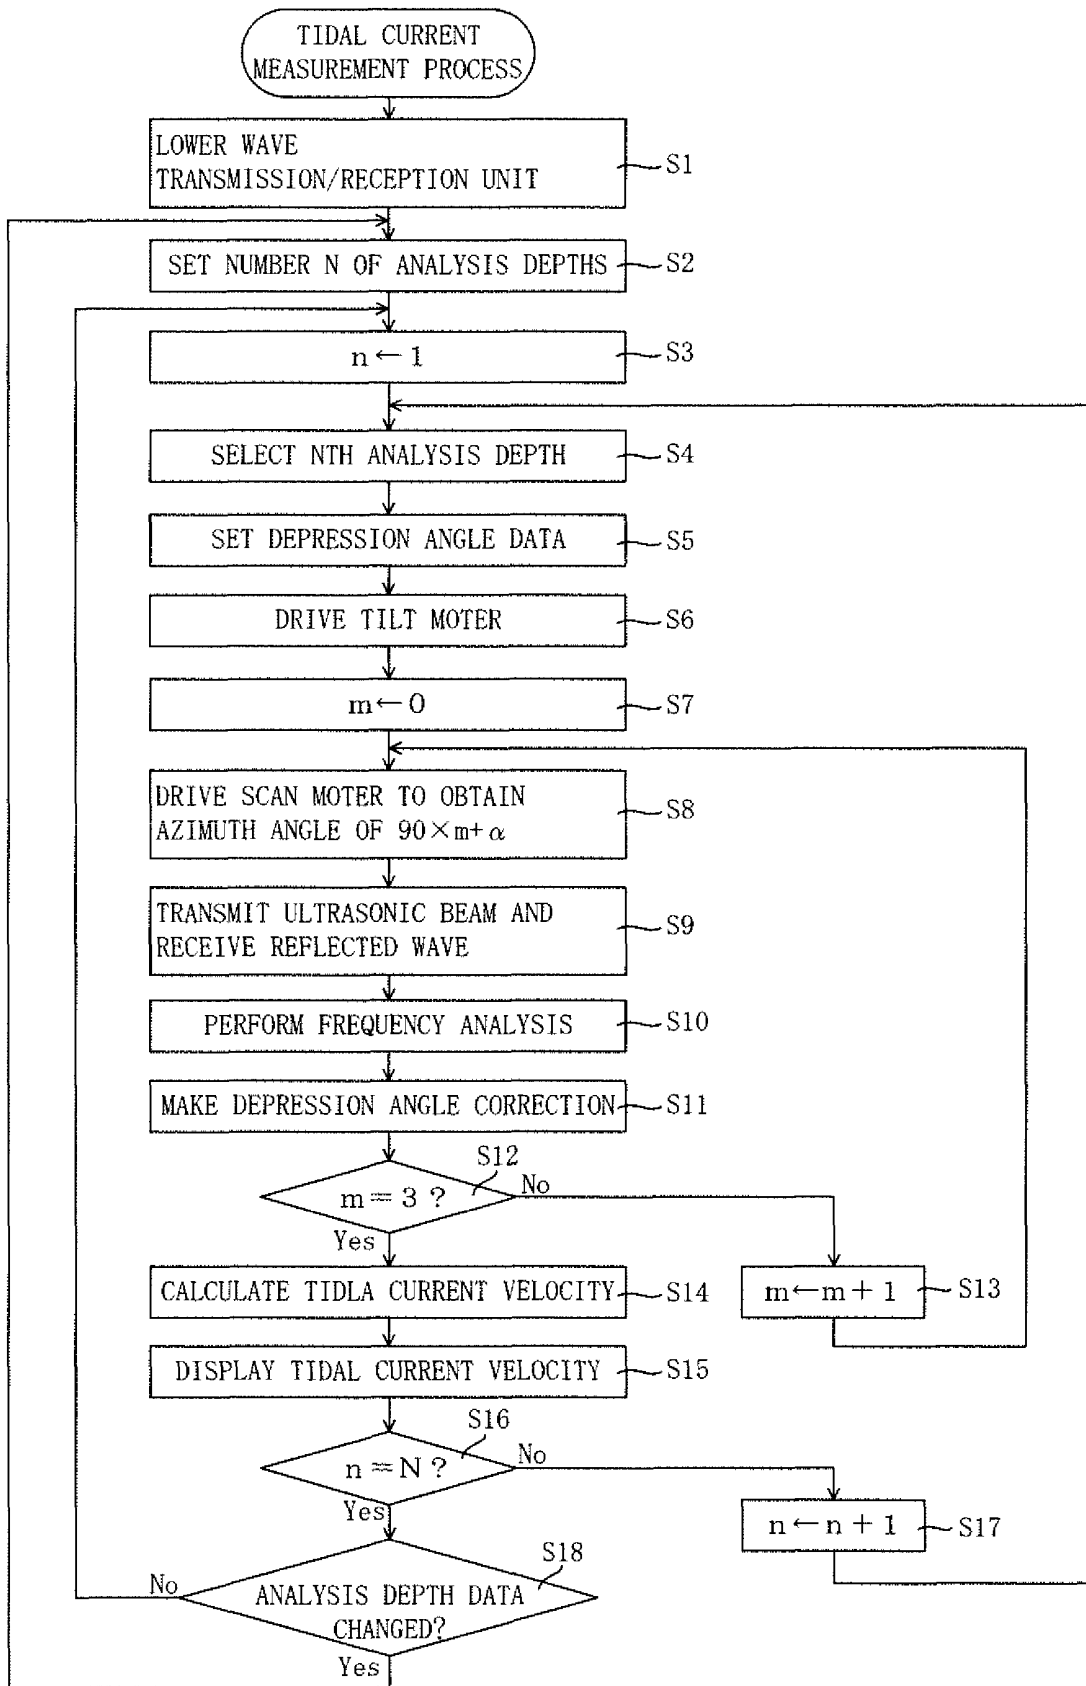 TIDAL CURRENT
MEASUREMENT PROCESS
LOWER WAVE
TRANSMISSION/RECEPTION UNIT
S1
SET NUMBER N OF ANALYSIS DEPTHS
S2
n←1
S3
SELECT NTH ANALYSIS DEPTH
S4
SET DEPRESSION ANGLE DATA
S5
DRIVE TILT MOTER
S6
m←0
S7
DRIVE SCAN MOTER TO OBTAIN
AZIMUTH ANGLE OF 90×m+α
S8
TRANSMIT ULTRASONIC BEAM AND
RECEIVE REFLECTED WAVE
S9
PERFORM FREQUENCY ANALYSIS
S10
MAKE DEPRESSION ANGLE CORRECTION
S11
S12
m=3?
No
Yes
CALCULATE TIDLA CURRENT VELOCITY
S14
m←m+1
S13
DISPLAY TIDAL CURRENT VELOCITY
S15
S16
n=N?
No
Yes
n←n+1
S17
S18
No
ANALYSIS DEPTH DATA
CHANGED?
Yes